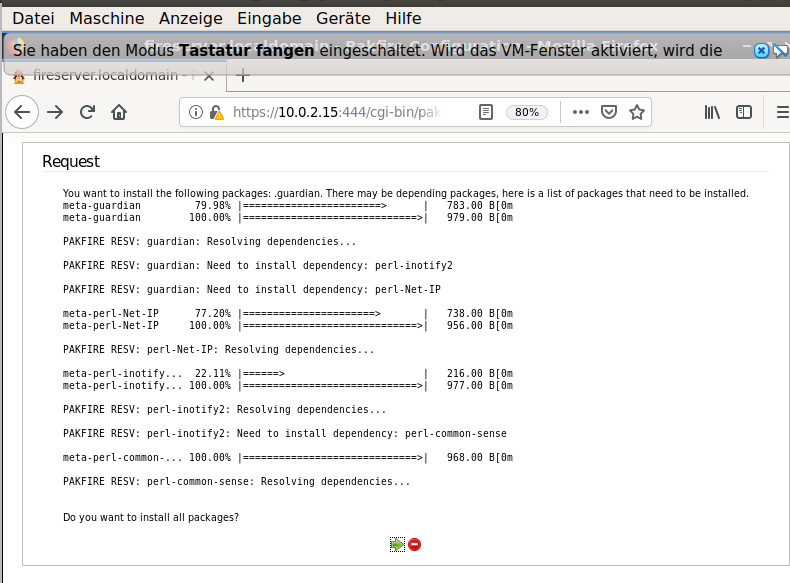 Datei Maschine Anzeige Eingabe Geräte Hilfe
Sie haben den Modus Tastatur fangen eingeschaltet. Wird das VM-Fenster aktiviert, wird die
fireserver.localdomain -
https://10.0.2.15:444/cgi-bin/pak 80%
Request
You want to install the following packages: .guardian. There may be depending packages, here is a list of packages that need to be installed.
meta-guardian 79.98% |=======================> | 783.00 B[0m
meta-guardian 100.00% |=============================>| 979.00 B[0m
PAKFIRE RESV: guardian: Resolving dependencies...
PAKFIRE RESV: guardian: Need to install dependency: perl-inotify2
PAKFIRE RESV: guardian: Need to install dependency: perl-Net-IP
meta-perl-Net-IP 77.20% |======================> | 738.00 B[0m
meta-perl-Net-IP 100.00% |=============================>| 956.00 B[0m
PAKFIRE RESV: perl-Net-IP: Resolving dependencies...
meta-perl-inotify... 22.11% |======> | 216.00 B[0m
meta-perl-inotify... 100.00% |=============================>| 977.00 B[0m
PAKFIRE RESV: perl-inotify2: Resolving dependencies...
PAKFIRE RESV: perl-inotify2: Need to install dependency: perl-common-sense
meta-perl-common-... 100.00% |=============================>| 968.00 B[0m
PAKFIRE RESV: perl-common-sense: Resolving dependencies...
Do you want to install all packages?